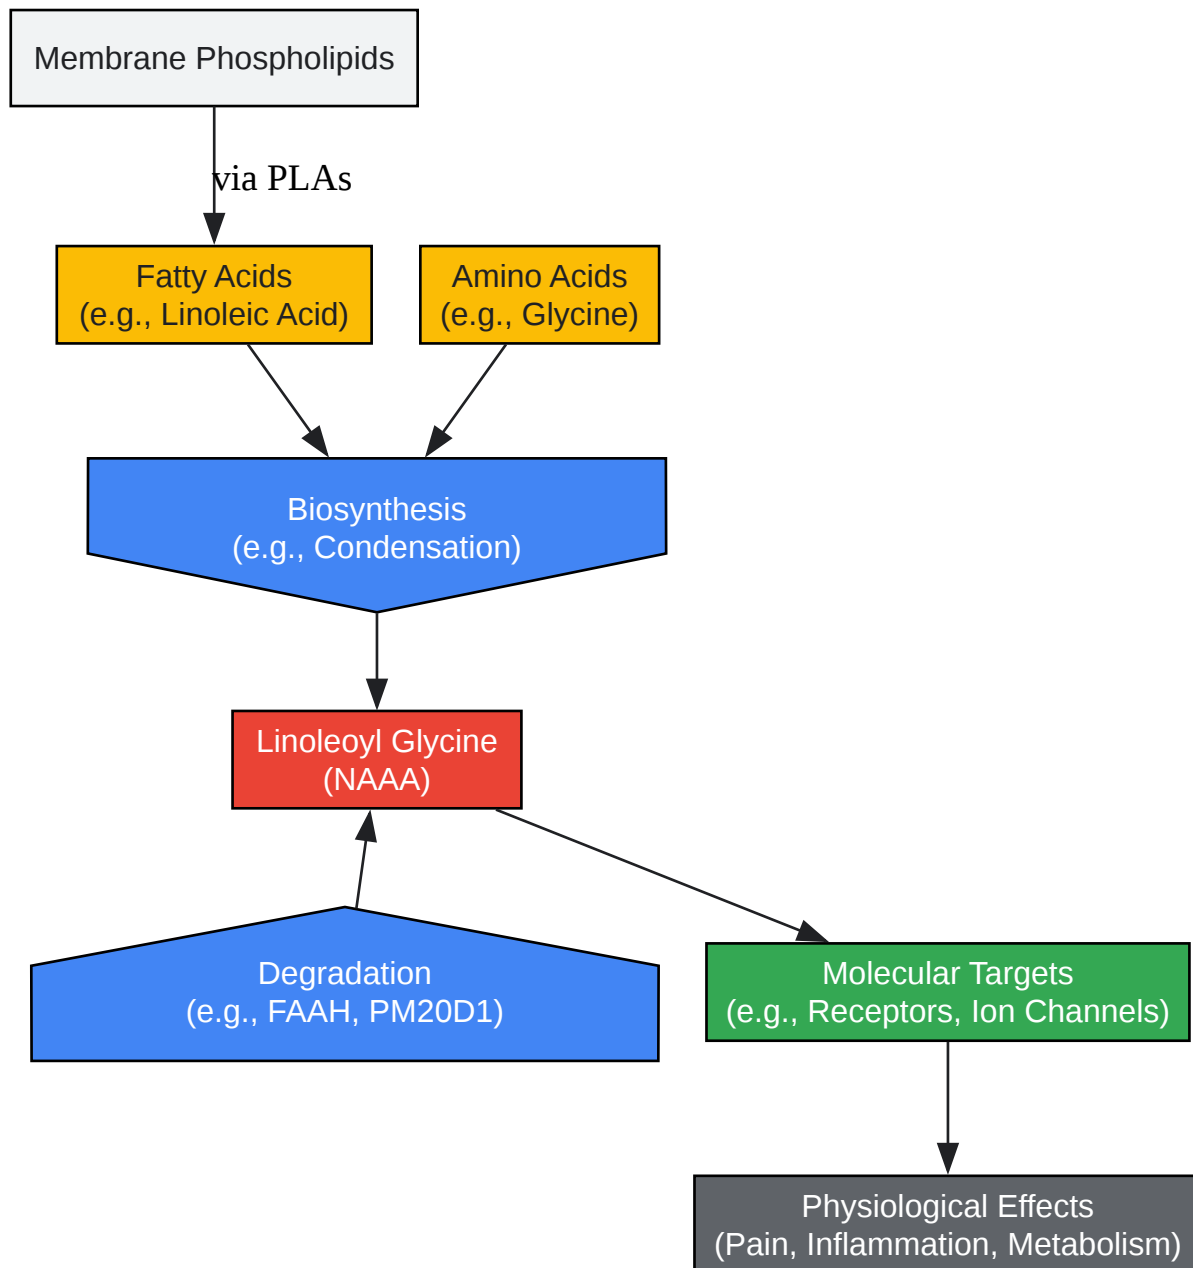 Membrane Phospholipids
via PLAs
Fatty Acids
(e.g., Linoleic Acid)
Amino Acids
(e.g., Glycine)
Biosynthesis
(e.g., Condensation)
Linoleoyl Glycine
(NAAA)
Degradation
(e.g., FAAH, PM20D1)
Molecular Targets
(e.g., Receptors, Ion Channels)
Physiological Effects
(Pain, Inflammation, Metabolism)